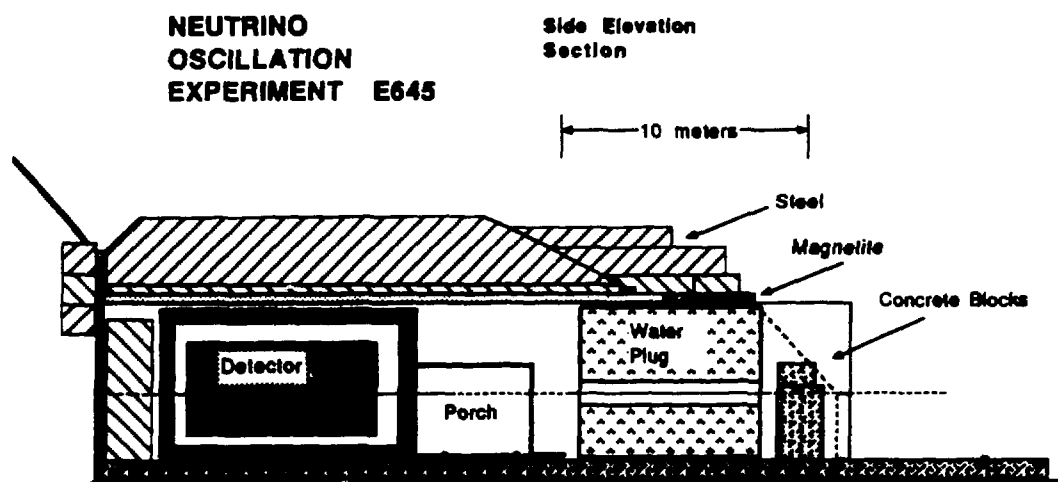 NEUTRINO
OSCILLATION
EXPERIMENT E645
Side Elevation
Section
10 meters
Steel
Magnetite
Concrete Blocks
Water
Plug
Detector
Porch